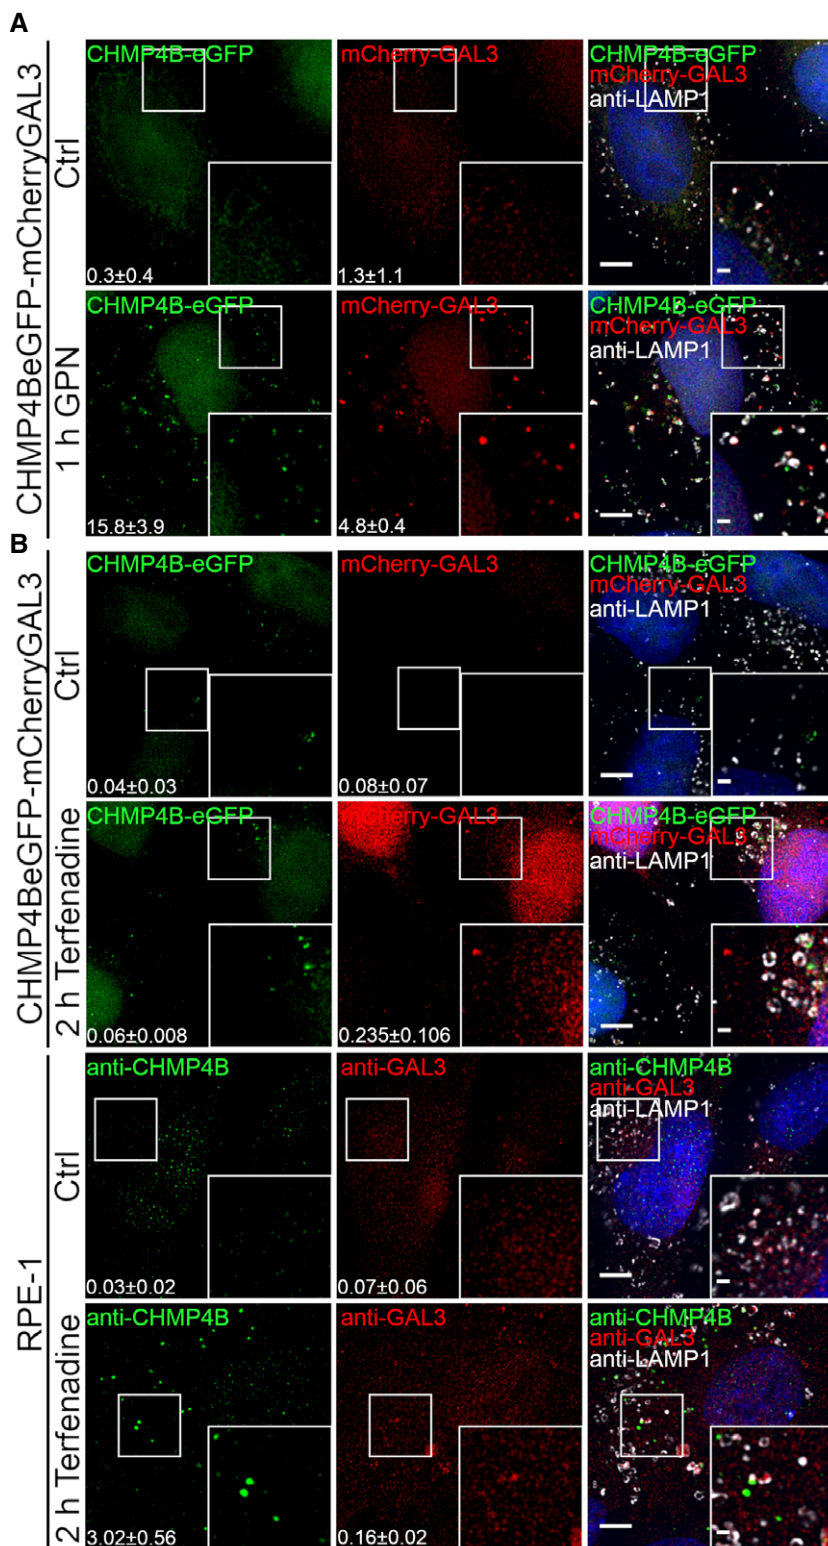 A
CHMP4BeGFP-mCherryGAL3
Ctrl
CHMP4B-eGFP
mCherry-GAL3
CHMP4B-eGFP
mCherry-GAL3
anti-LAMP1
0.3±0.4
1.3±1.1
1 h GPN
CHMP4B-eGFP
mCherry-GAL3
CHMP4B-eGFP
mCherry-GAL3
anti-LAMP1
15.8±3.9
4.8±0.4
B
CHMP4BeGFP-mCherryGAL3
Ctrl
CHMP4B-eGFP
mCherry-GAL3
CHMP4B-eGFP
mCherry-GAL3
anti-LAMP1
0.04±0.03
0.08±0.07
2 h Terfenadine
CHMP4B-eGFP
mCherry-GAL3
CHMP4B-eGFP
mCherry-GAL3
anti-LAMP1
0.06±0.008
0.235±0.106
RPE-1
Ctrl
anti-CHMP4B
anti-GAL3
anti-CHMP4B
anti-GAL3
anti-LAMP1
0.03±0.02
0.07±0.06
2 h Terfenadine
anti-CHMP4B
anti-GAL3
anti-CHMP4B
anti-GAL3
anti-LAMP1
3.02±0.56
0.16±0.02